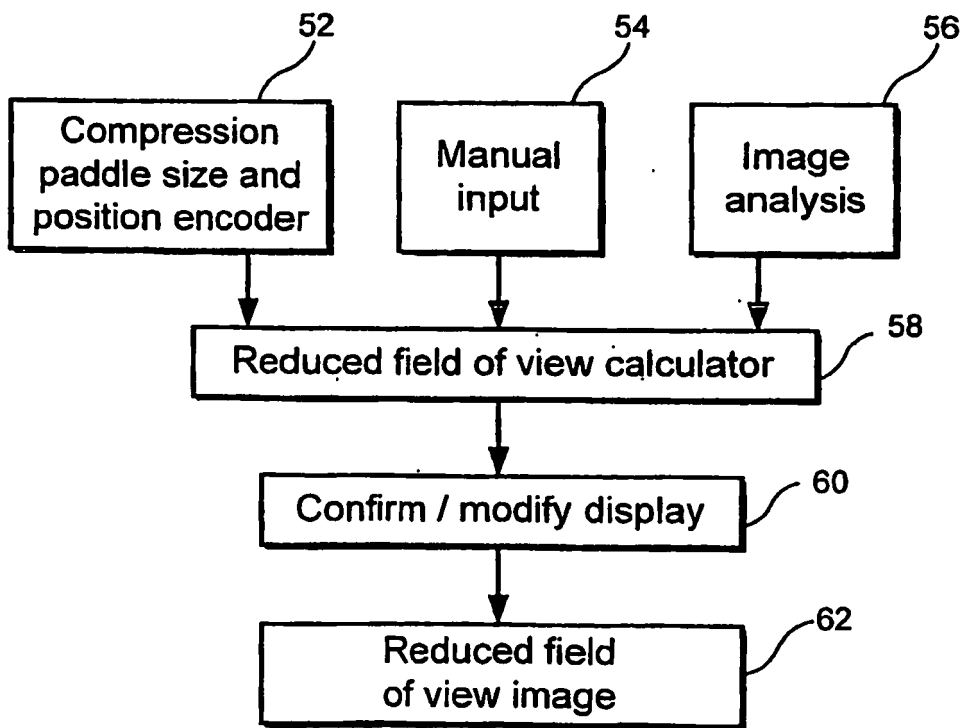 52
54
56
Compression
paddle size and
position encoder
Manual
input
Image
analysis
58
Reduced field of view calculator
60
Confirm / modify display
62
Reduced field
of view image